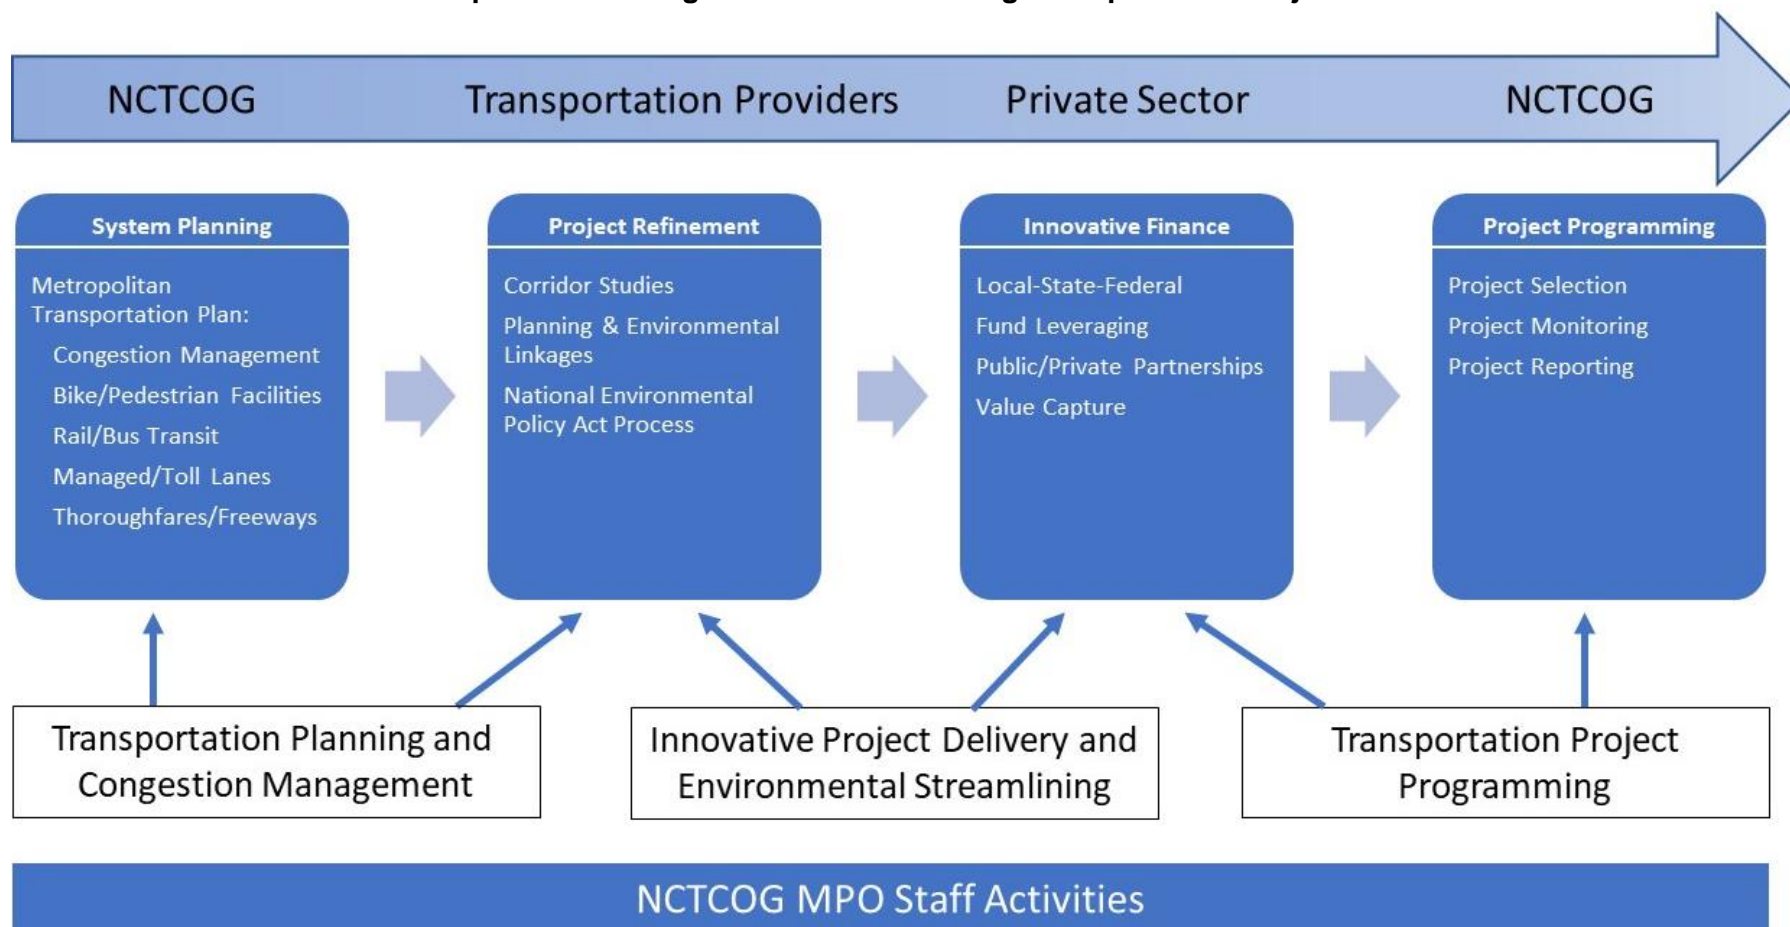 NCTCOG
Transportation Providers
Private Sector
NCTCOG
System Planning
Metropolitan
Transportation Plan:
Congestion Management
Bike/Pedestrian Facilities
Rail/Bus Transit
Managed/Toll Lanes
Thoroughfares/Freeways
Project Refinement
Corridor Studies
Planning & Environmental
Linkages
National Environmental
Policy Act Process
Innovative Finance
Local-State-Federal
Fund Leveraging
Public/Private Partnerships
Value Capture
Project Programming
Project Selection
Project Monitoring
Project Reporting
Transportation Planning and
Congestion Management
Innovative Project Delivery and
Environmental Streamlining
Transportation Project
Programming
NCTCOG MPO Staff Activities